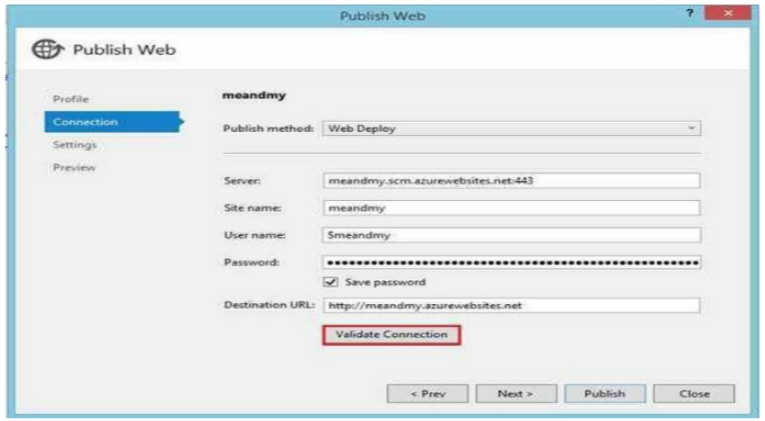 Publish Web
?
Publish Web
Profile
Connection
Settings
Preview
meandmy
Publish method: Web Deploy
Server: meandmy.scm.azurewebsites.net:443
Site name: meandmy
User name: $meandmy
Password: ••••••••••••••••••••••••••••••••••••••••••••••••••••••••••••
Save password
Destination URL: http://meandmy.azurewebsites.net
Validate Connection
< Prev Next > Publish Close